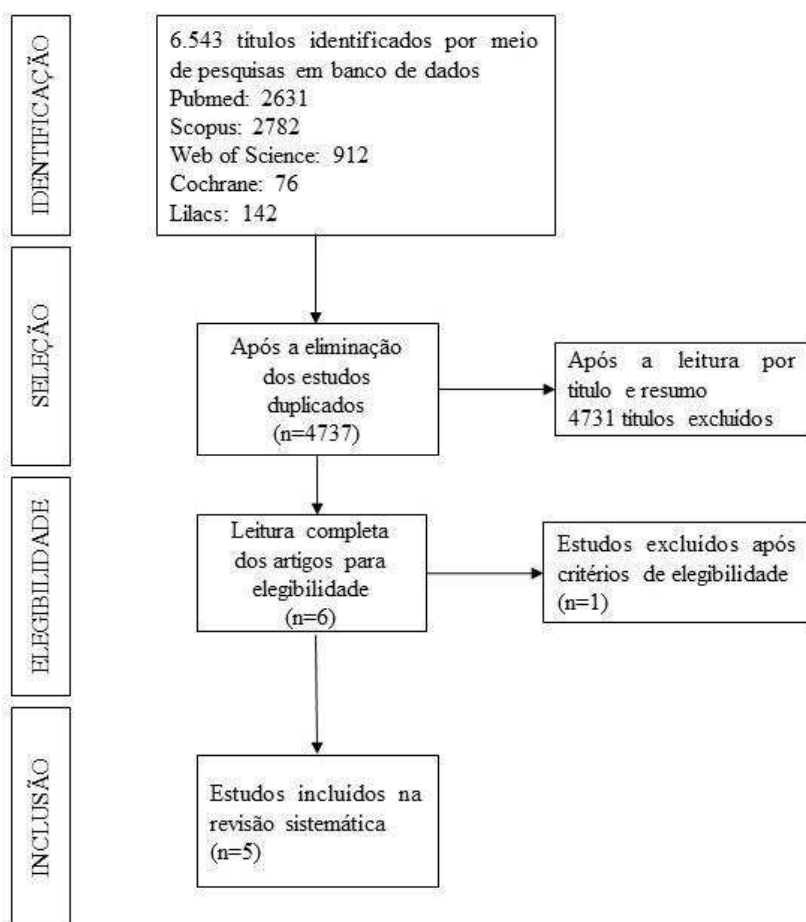 IDENTIFICAÇÃO
6.543 títulos identificados por meio
de pesquisas em banco de dados
Pubmed: 2631
Scopus: 2782
Web of Science: 912
Cochrane: 76
Lilacs: 142
SELEÇÃO
Após a eliminação
dos estudos
duplicados
(n=4737)
Após a leitura por
título e resumo
4731 títulos excluídos
ELEGIBILIDADE
Leitura completa
dos artigos para
elegibilidade
(n=6)
Estudos excluídos após
critérios de elegibilidade
(n=1)
INCLUSÃO
Estudos incluídos na
revisão sistemática
(n=5)